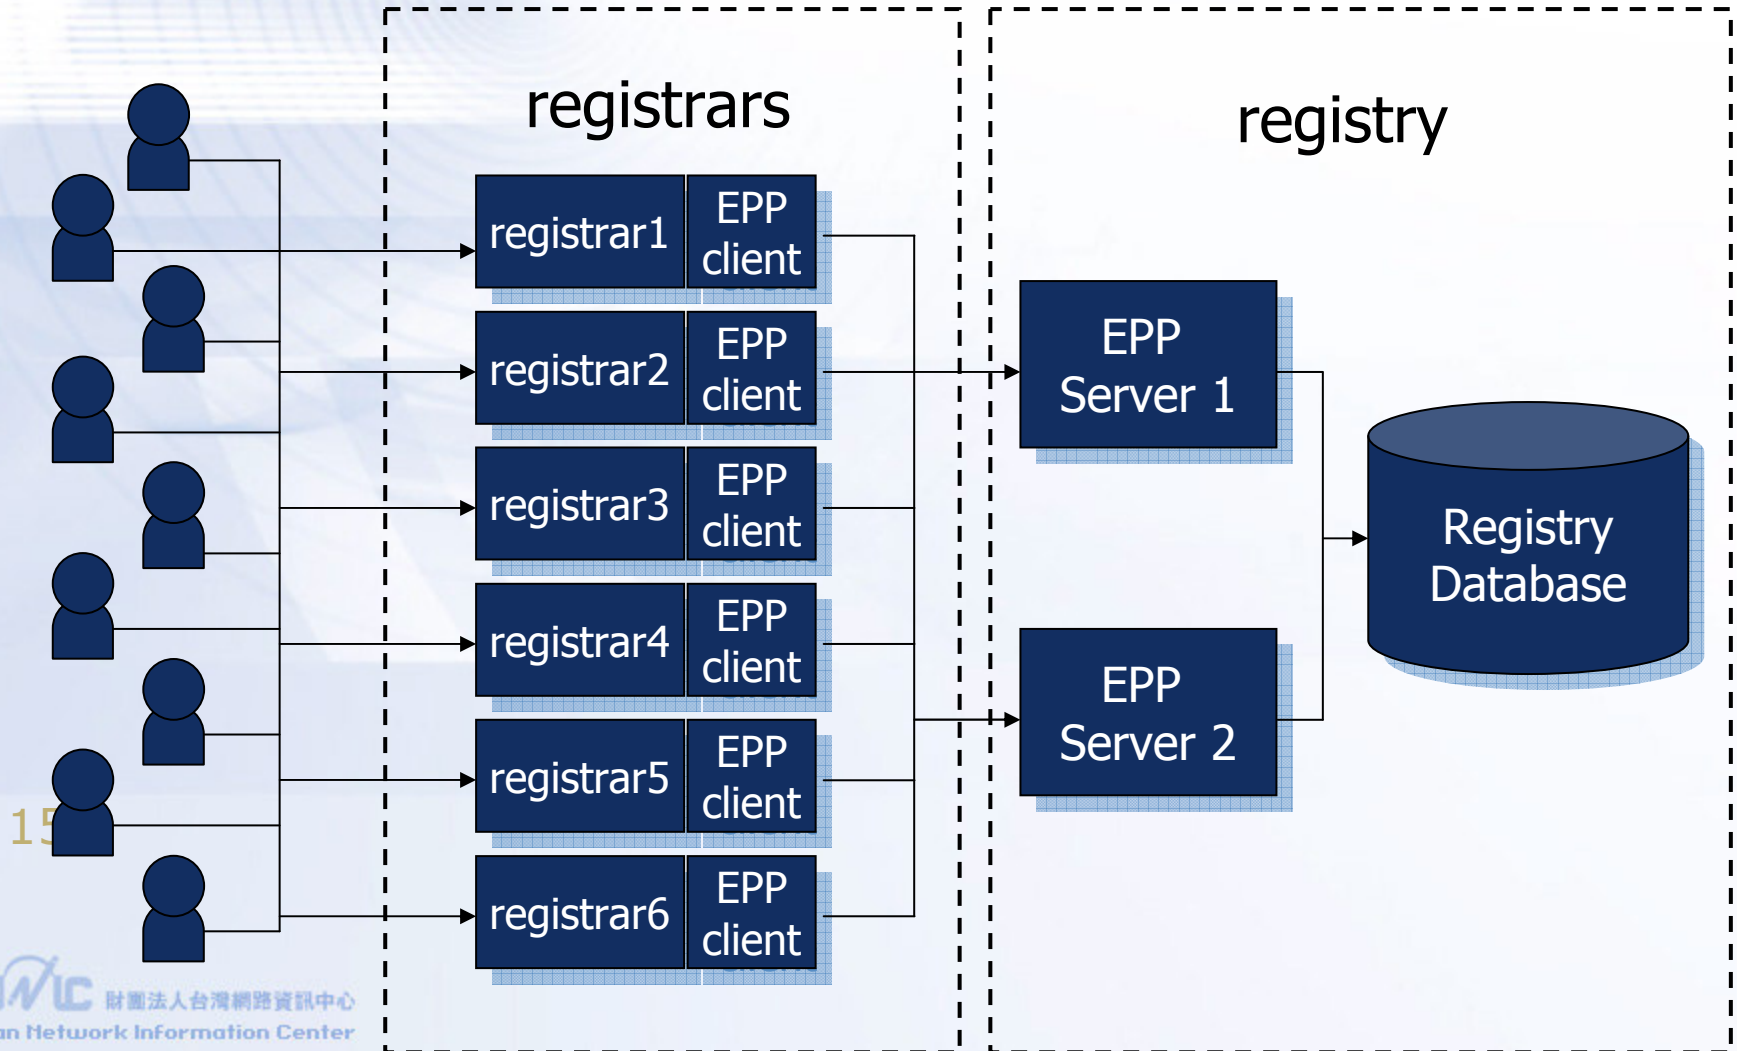 registrars
registry
registrar1
EPP
client
registrar2
EPP
client
registrar3
EPP
client
registrar4
EPP
client
registrar5
EPP
client
registrar6
EPP
client
EPP
Server 1
EPP
Server 2
Registry
Database
財團法人台灣網路資訊中心
an Network Information Center